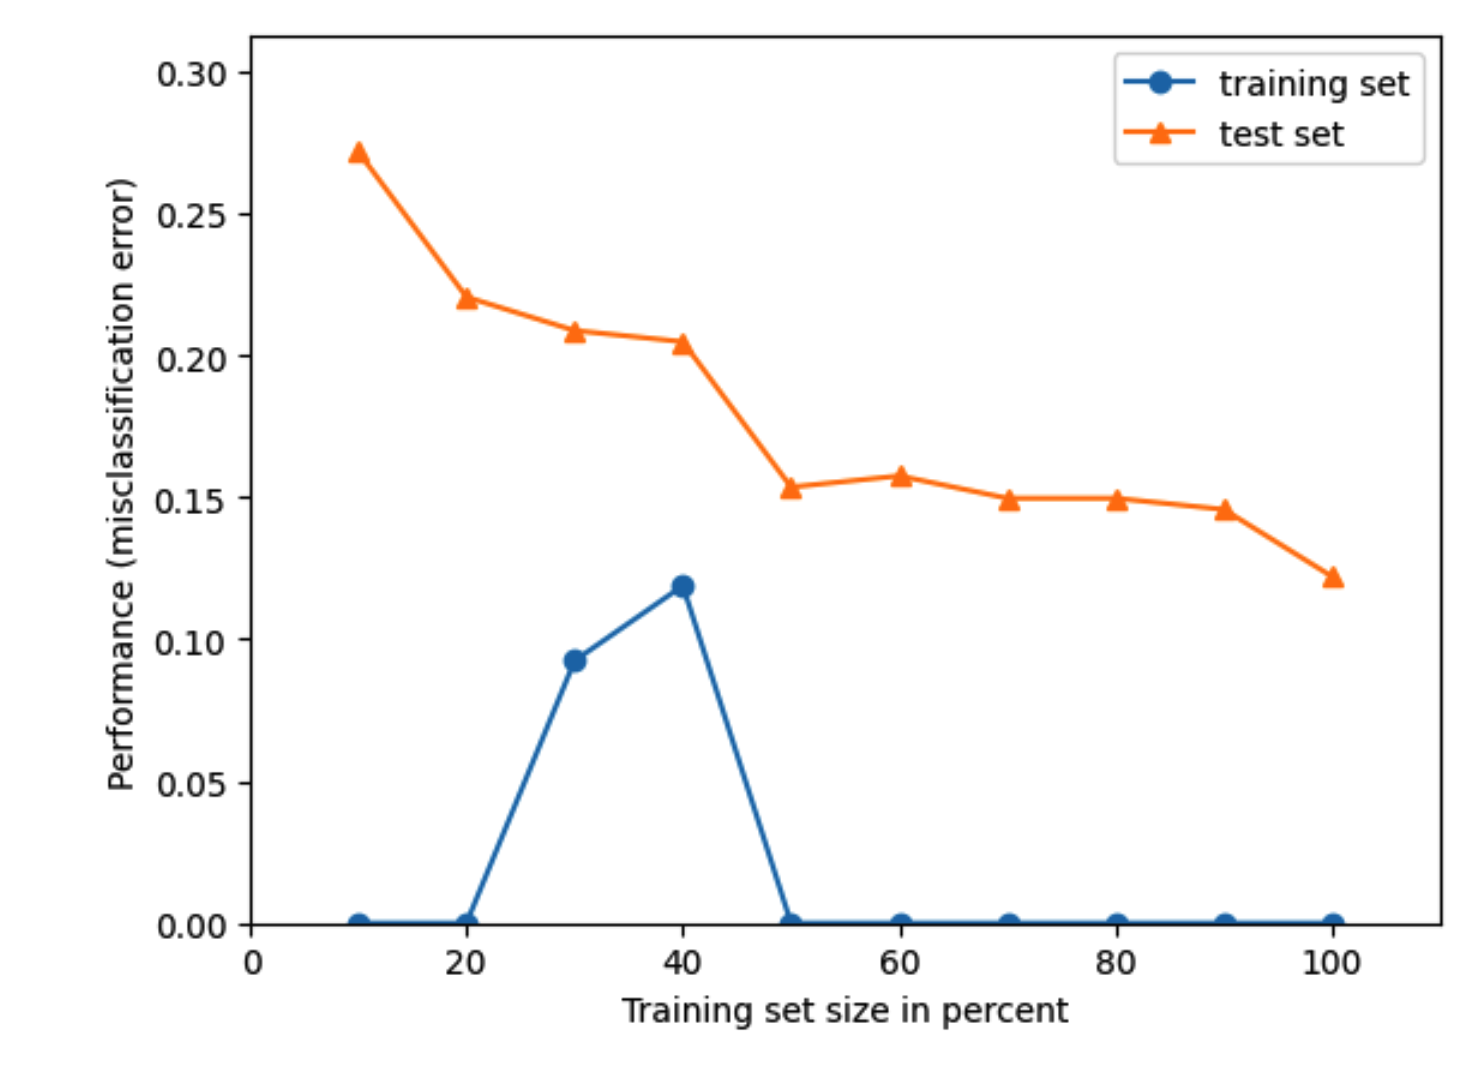 training set
test set
0.30
0.25
0.20
0.15
0.10
0.05
0.00
Performance (misclassification error)
0 20 40 60 80 100
Training set size in percent